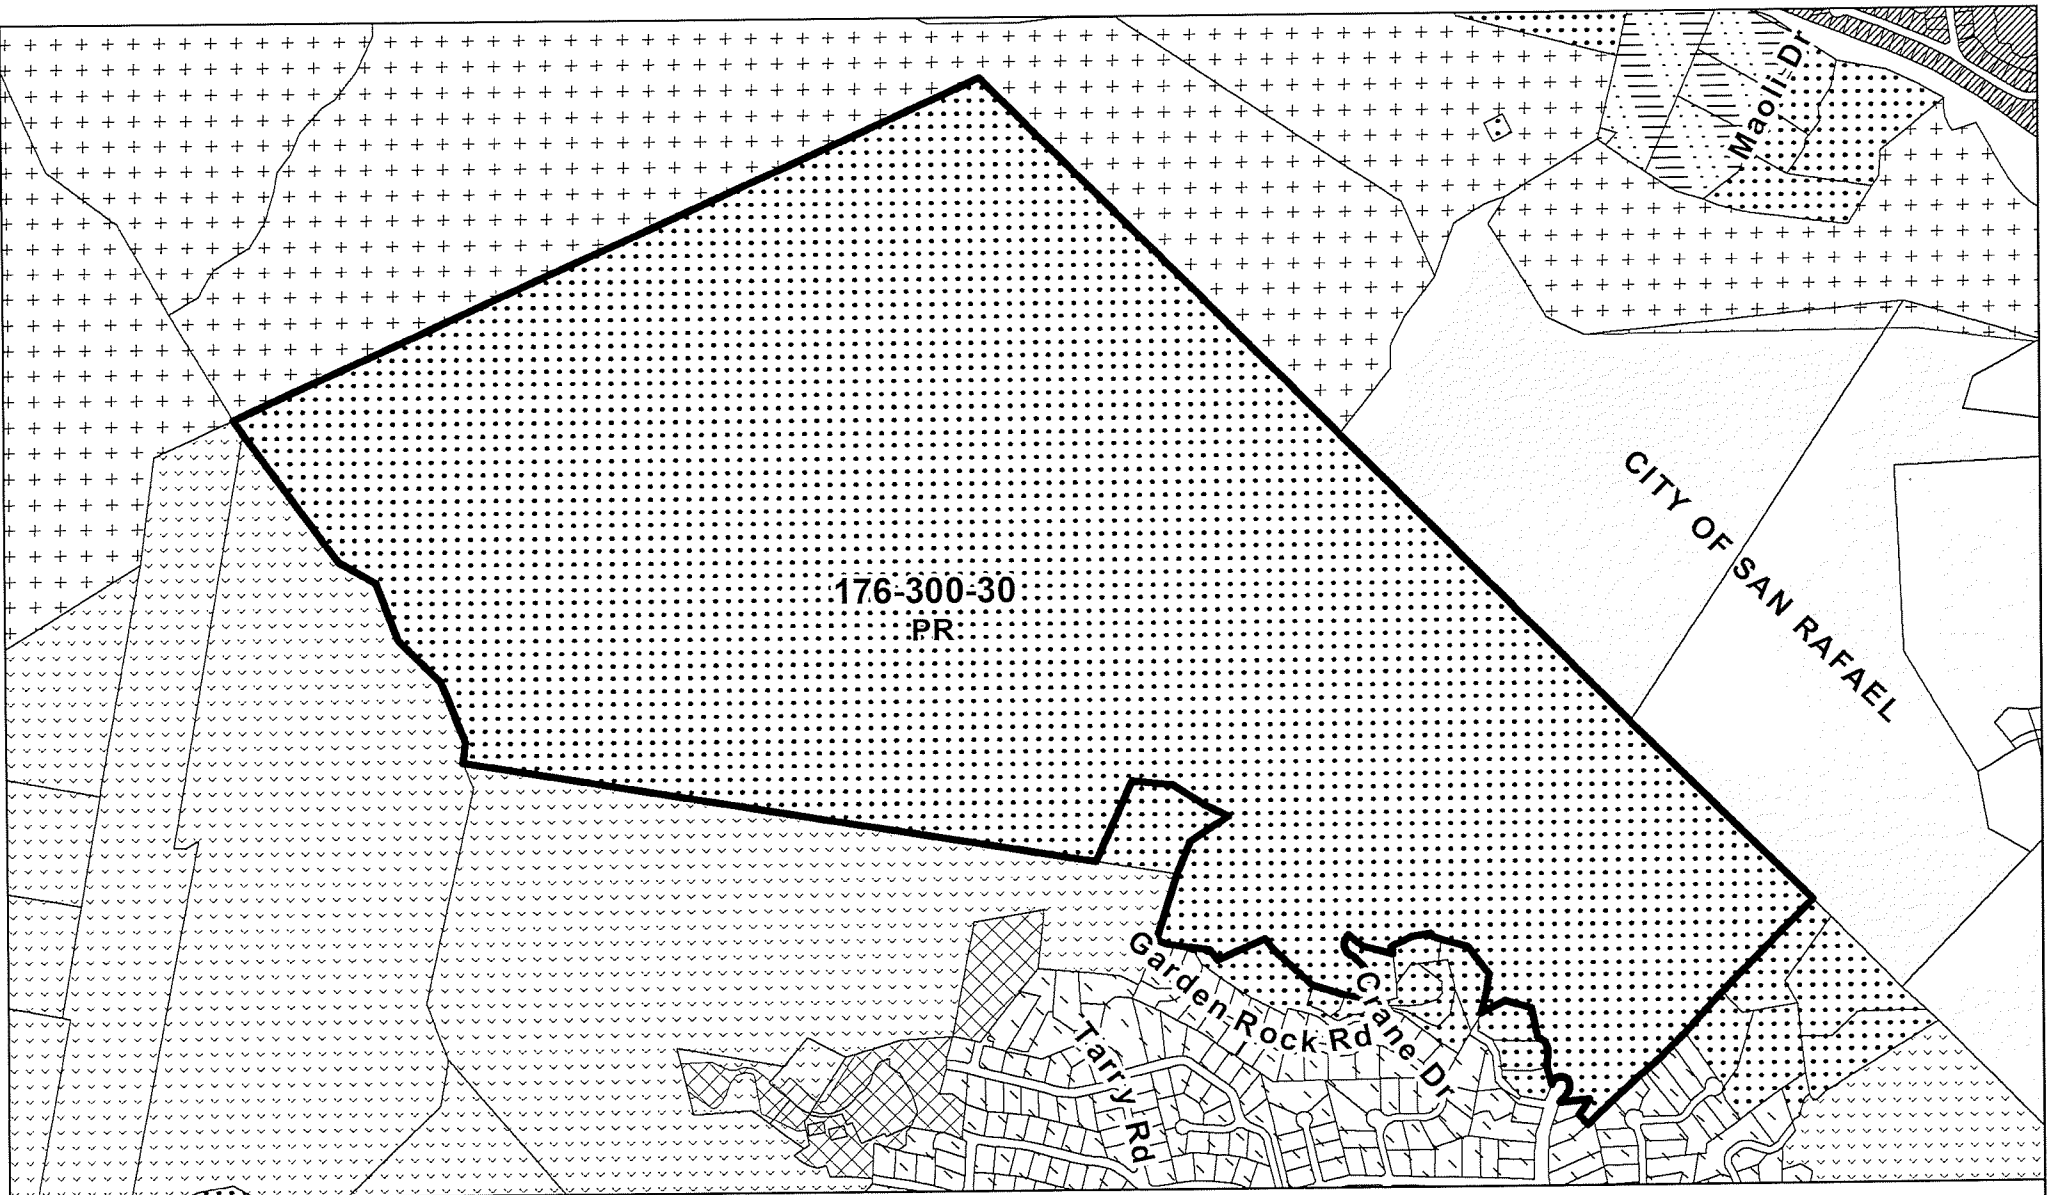 Maoli Dr
CITY OF SAN RAFAEL
176-300-30
PR
Garden Rock Rd
Crane Dr
Tarry Rd